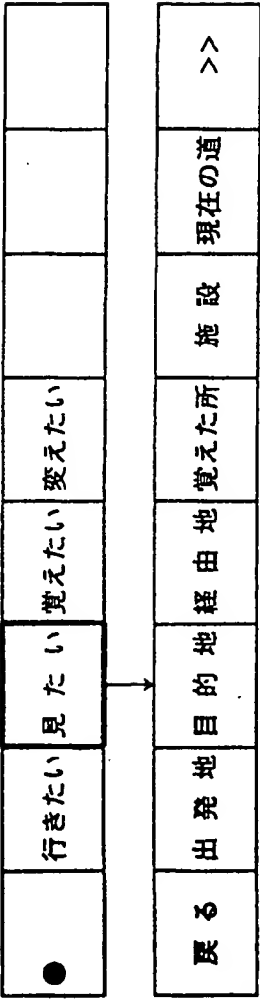 ● 行きたい 見たい 覚えたい 変えたい
戻る 出発地 目的地 経由地 覚えた所 施設 現在の道 >>